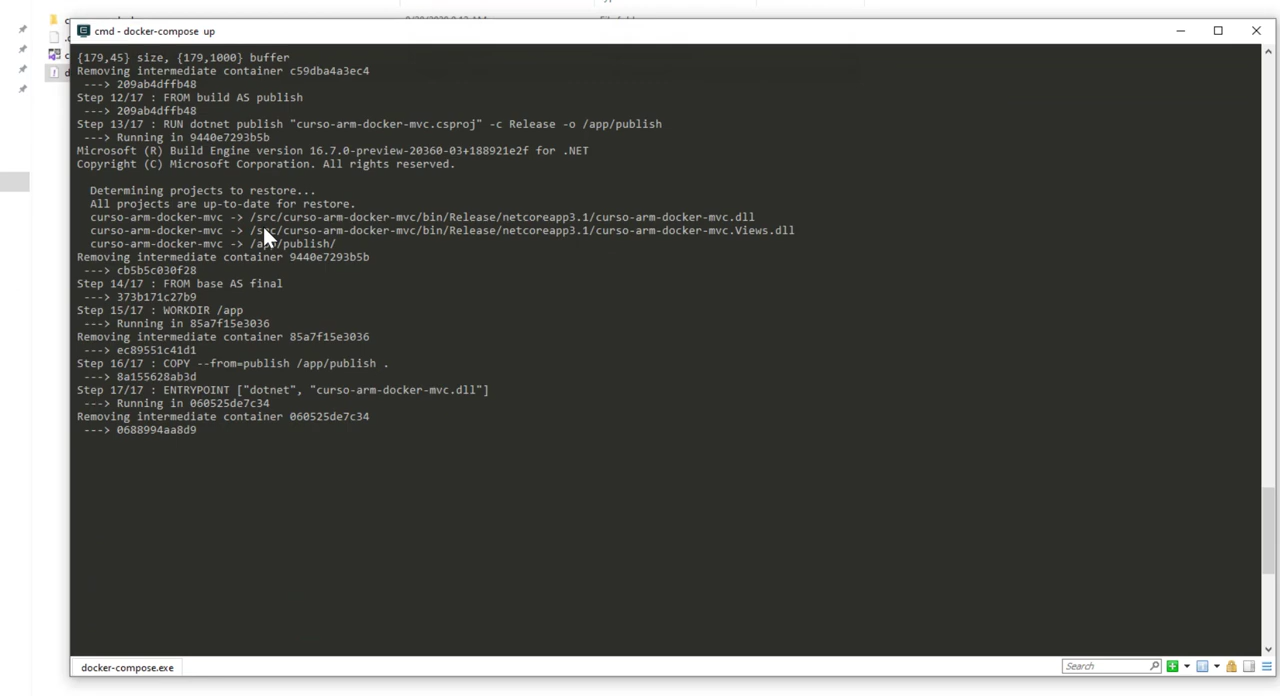 cmd - docker-compose up
{179,45} size, {179,1000} buffer
Removing intermediate container c59dba4a3ec4
---> 209ab4dffb48
Step 12/17 : FROM build AS publish
---> 209ab4dffb48
Step 13/17 : RUN dotnet publish "curso-arm-docker-mvc.csproj" -c Release -o /app/publish
---> Running in 9440e7293b5b
Microsoft (R) Build Engine version 16.7.0-preview-20360-03+188921e2f for .NET
Copyright (C) Microsoft Corporation. All rights reserved.
Determining projects to restore...
All projects are up-to-date for restore.
curso-arm-docker-mvc -> /src/curso-arm-docker-mvc/bin/Release/netcoreapp3.1/curso-arm-docker-mvc.dll
curso-arm-docker-mvc -> /src/curso-arm-docker-mvc/bin/Release/netcoreapp3.1/curso-arm-docker-mvc.Views.dll
curso-arm-docker-mvc -> /app/publish/
Removing intermediate container 9440e7293b5b
---> cb5b5c030f28
Step 14/17 : FROM base AS final
---> 373b171c27b9
Step 15/17 : WORKDIR /app
---> Running in 85a7f15e3036
Removing intermediate container 85a7f15e3036
---> ec89551c41d1
Step 16/17 : COPY --from=publish /app/publish .
---> 8a155628ab3d
Step 17/17 : ENTRYPOINT ["dotnet", "curso-arm-docker-mvc.dll"]
---> Running in 060525de7c34
Removing intermediate container 060525de7c34
---> 0688994aa8d9
docker-compose.exe
Search